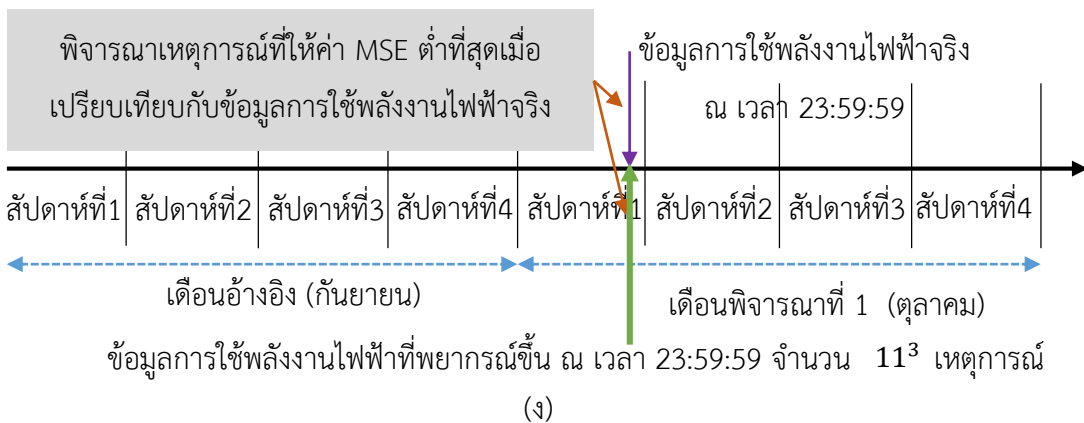 พิจารณาเหตุการณ์ที่ให้ค่า MSE ต่ำที่สุดเมื่อ
เปรียบเทียบกับข้อมูลการใช้พลังงานไฟฟ้าจริง
ข้อมูลการใช้พลังงานไฟฟ้าจริง
ณ เวลา 23:59:59
สัปดาห์ที่1 สัปดาห์ที่2 สัปดาห์ที่3 สัปดาห์ที่4 สัปดาห์ที่1 สัปดาห์ที่2 สัปดาห์ที่3 สัปดาห์ที่4
เดือนอ้างอิง (กันยายน)
เดือนพิจารณาที่ 1 (ตุลาคม)
ข้อมูลการใช้พลังงานไฟฟ้าที่พยากรณ์ขึ้น ณ เวลา 23:59:59 จำนวน 11³ เหตุการณ์
(ง)